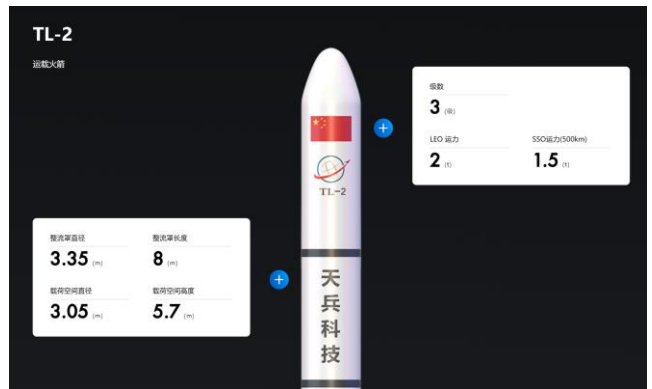 TL-2
运载火箭
级数
3 (级)
LEO 运力
SSO运力(500km)
2 (t)
1.5 (t)
TL-2
整流罩直径
整流罩长度
3.35 (m)
8 (m)
载荷空间直径
载荷空间高度
3.05 (m)
5.7 (m)
天
兵
科
技